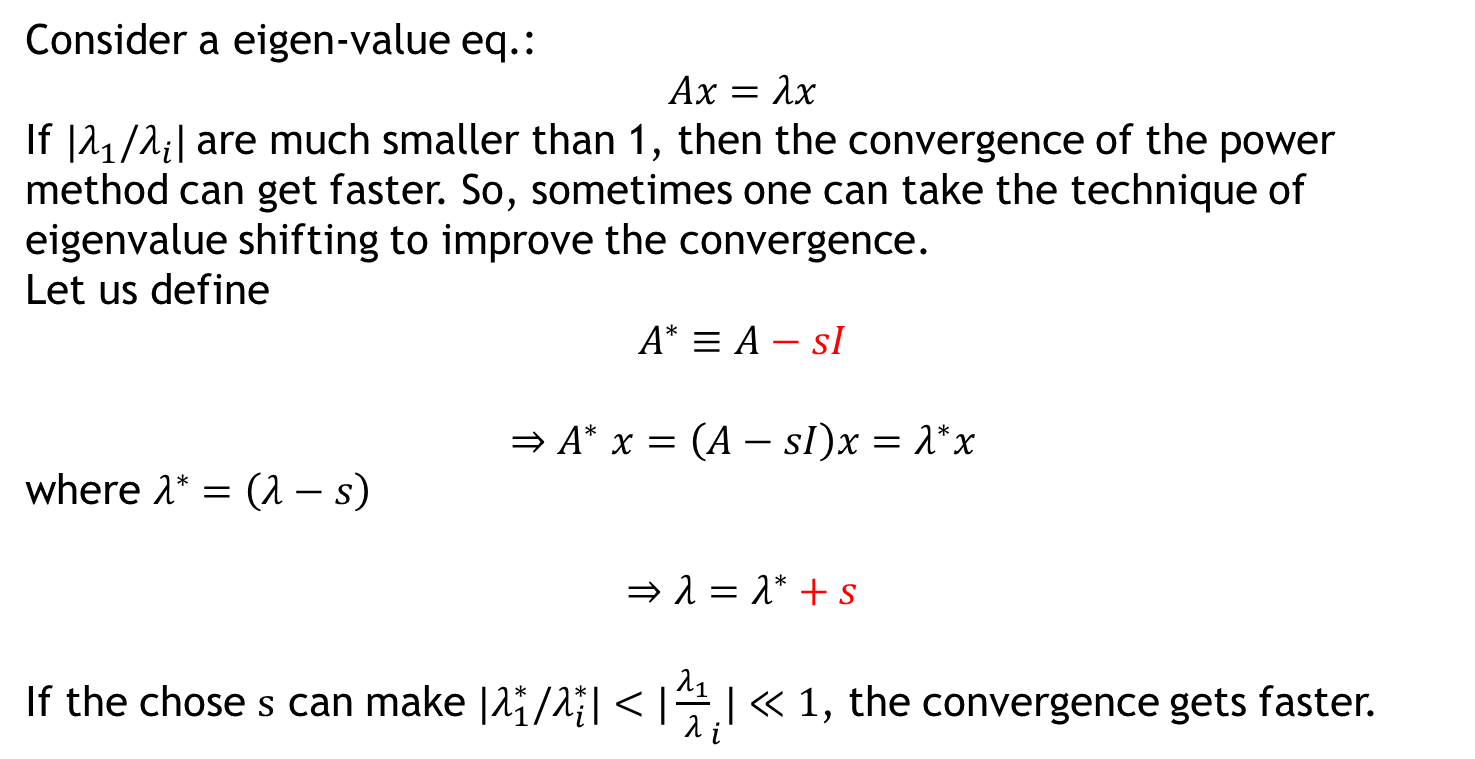 Consider a eigen-value eq.:
𝐴𝑥 = 𝜆𝑥
If |𝜆₁/𝜆ᵢ| are much smaller than 1, then the convergence of the power
method can get faster. So, sometimes one can take the technique of
eigenvalue shifting to improve the convergence.
Let us define
𝐴* ≡ 𝐴 − 𝑠𝐼
⇒ 𝐴* 𝑥 = (𝐴 − 𝑠𝐼)𝑥 = 𝜆*𝑥
where 𝜆* = (𝜆 − 𝑠)
⇒ 𝜆 = 𝜆* + 𝑠
If the chose s can make |𝜆₁*/𝜆ᵢ*| < |𝜆₁/𝜆 ᵢ| ≪ 1, the convergence gets faster.